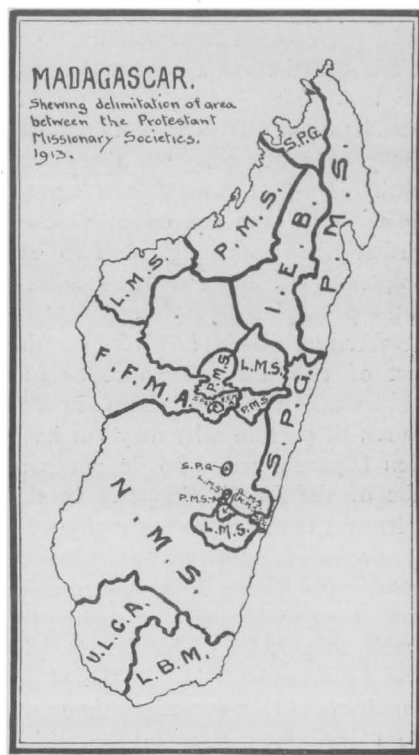 MADAGASCAR.
Shewing delimitation of area
between the Protestant
Missionary Societies.
1913.
S.P.G.
P.M.S.
I.E.B.
P.M.S.
L.M.S.
P.M.S.
L.M.S.
F.F.M.A.
P.M.S.
S.P.G.
S.P.G.
L.M.S.
P.M.S.
L.M.S.
N.M.S.
U.L.C.A.
L.B.M.